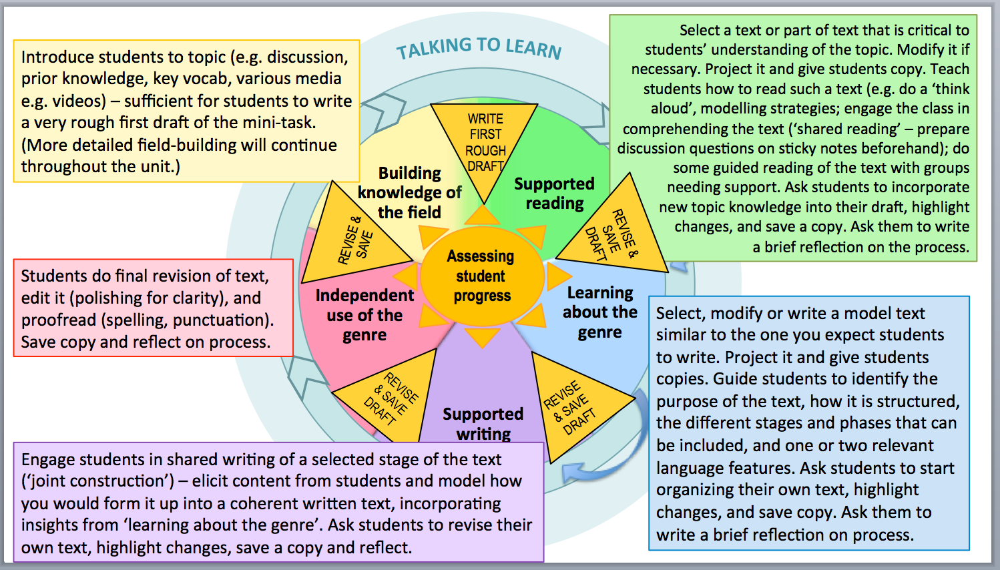 TALKING TO LEARN
Introduce students to topic (e.g. discussion,
prior knowledge, key vocab, various media
e.g. videos) – sufficient for students to write
a very rough first draft of the mini-task.
(More detailed field-building will continue
throughout the unit.)
Select a text or part of text that is critical to
students’ understanding of the topic. Modify it if
necessary. Project it and give students copy. Teach
students how to read such a text (e.g. do a ‘think
aloud’, modelling strategies; engage the class in
comprehending the text (‘shared reading’ – prepare
discussion questions on sticky notes beforehand); do
some guided reading of the text with groups
needing support. Ask students to incorporate
new topic knowledge into their draft, highlight
changes, and save a copy. Ask them to write
a brief reflection on the process.
WRITE
FIRST
ROUGH
DRAFT
Building
knowledge of
the field
Supported
reading
REVISE &
SAVE
REVISE &
SAVE
DRAFT
Assessing
student
progress
Students do final revision of text,
edit it (polishing for clarity), and
proofread (spelling, punctuation).
Save copy and reflect on process.
Independent
use of the
genre
Learning
about the
genre
Select, modify or write a model text
similar to the one you expect students
to write. Project it and give students
copies. Guide students to identify the
purpose of the text, how it is structured,
the different stages and phases that can
be included, and one or two relevant
language features. Ask students to start
organizing their own text, highlight
changes, and save copy. Ask them to
write a brief reflection on process.
REVISE
& SAVE
DRAFT
REVISE
& SAVE
DRAFT
Supported
writing
Engage students in shared writing of a selected stage of the text
(‘joint construction’) – elicit content from students and model how
you would form it up into a coherent written text, incorporating
insights from ‘learning about the genre’. Ask students to revise their
own text, highlight changes, save a copy and reflect.